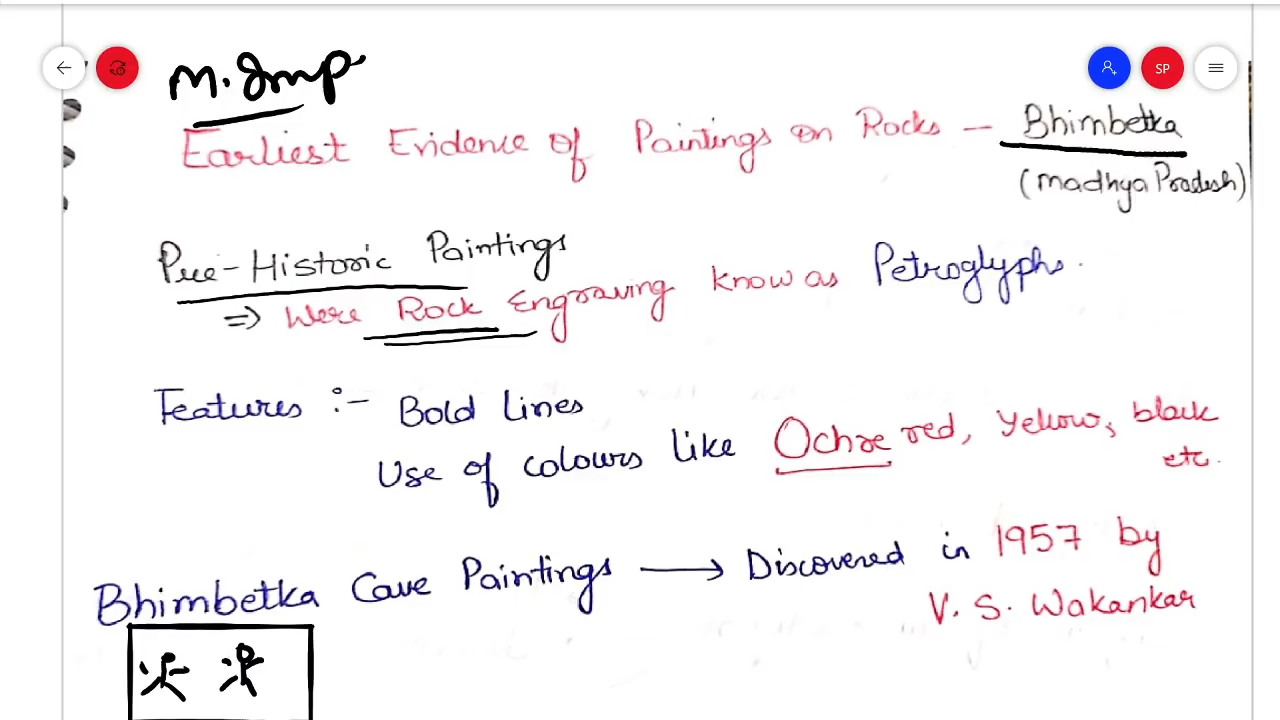 SP
M. Imp
Earliest Evidence of Paintings on Rocks — Bhimbetka
(Madhya Pradesh)
Pre-Historic Paintings
⇒ Were Rock Engraving know as Petroglyphs.
Features :- Bold Lines
Use of colours like Ochre red, Yellow, black
etc.
Bhimbetka Cave Paintings ⟶ Discovered in 1957 by
V. S. Wakankar